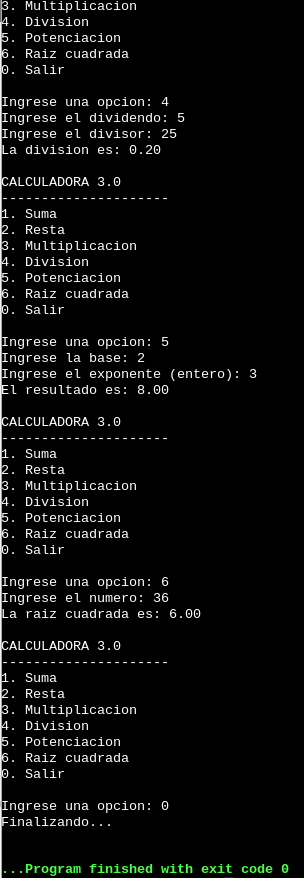 3. Multiplicacion
4. Division
5. Potenciacion
6. Raiz cuadrada
0. Salir
Ingrese una opcion: 4
Ingrese el dividendo: 5
Ingrese el divisor: 25
La division es: 0.20
CALCULADORA 3.0
---------------------
1. Suma
2. Resta
3. Multiplicacion
4. Division
5. Potenciacion
6. Raiz cuadrada
0. Salir
Ingrese una opcion: 5
Ingrese la base: 2
Ingrese el exponente (entero): 3
El resultado es: 8.00
CALCULADORA 3.0
---------------------
1. Suma
2. Resta
3. Multiplicacion
4. Division
5. Potenciacion
6. Raiz cuadrada
0. Salir
Ingrese una opcion: 6
Ingrese el numero: 36
La raiz cuadrada es: 6.00
CALCULADORA 3.0
---------------------
1. Suma
2. Resta
3. Multiplicacion
4. Division
5. Potenciacion
6. Raiz cuadrada
0. Salir
Ingrese una opcion: 0
Finalizando...
...Program finished with exit code 0